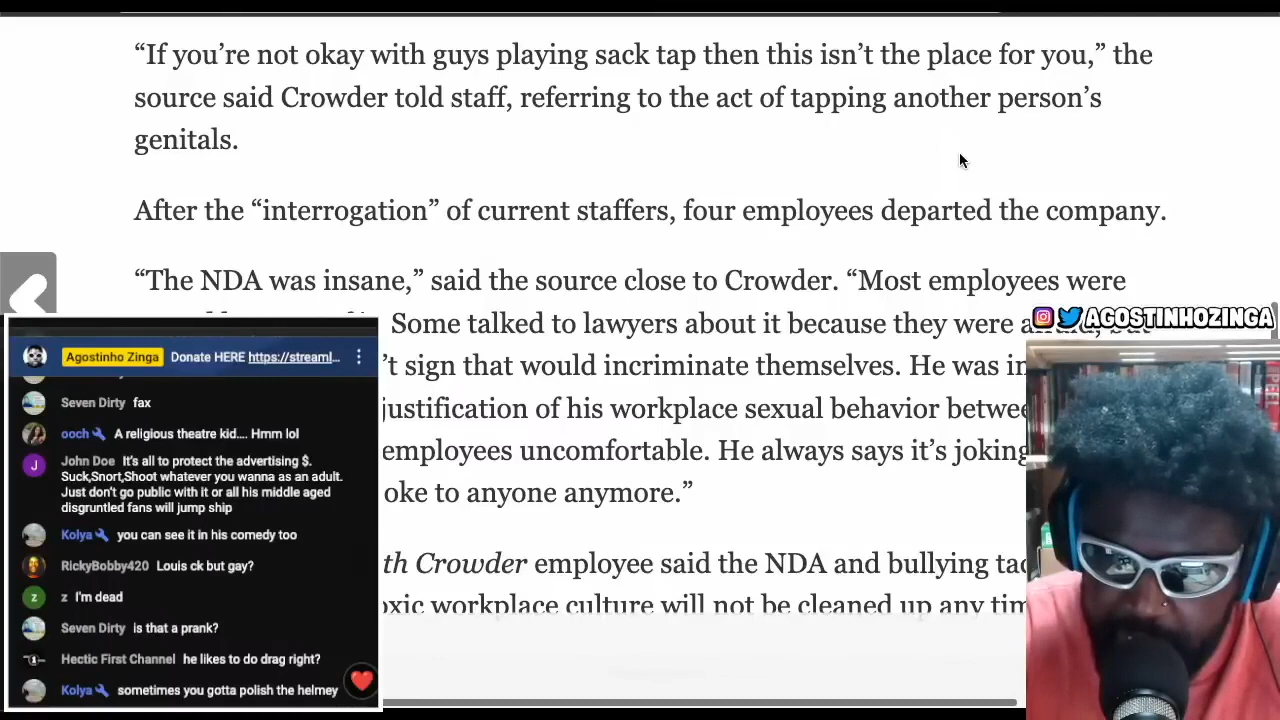 “If you’re not okay with guys playing sack tap then this isn’t the place for you,” the
source said Crowder told staff, referring to the act of tapping another person’s
genitals.
After the “interrogation” of current staffers, four employees departed the company.
“The NDA was insane,” said the source close to Crowder. “Most employees were
Some talked to lawyers about it because they were
’t sign that would incriminate themselves. He was
justification of his workplace sexual behavior
employees uncomfortable. He always says it’s joking
to anyone anymore.”
Crowder employee said the NDA and bullying
workplace culture will not be cleaned up any
AGOSTINHOZINGA
Agostinho Zinga Donate HERE https://streaml...
Seven Dirty fax
ooch A religious theatre kid.... Hmm lol
J John Doe It's all to protect the advertising $.
Suck,Snort,Shoot whatever you wanna as an adult.
Just don't go public with it or all his middle aged
disgruntled fans will jump ship
Kolya you can see it in his comedy too
RickyBobby420 Louis ck but gay?
z z I'm dead
Seven Dirty is that a prank?
Hectic First Channel he likes to do drag right?
Kolya sometimes you gotta polish the helmey